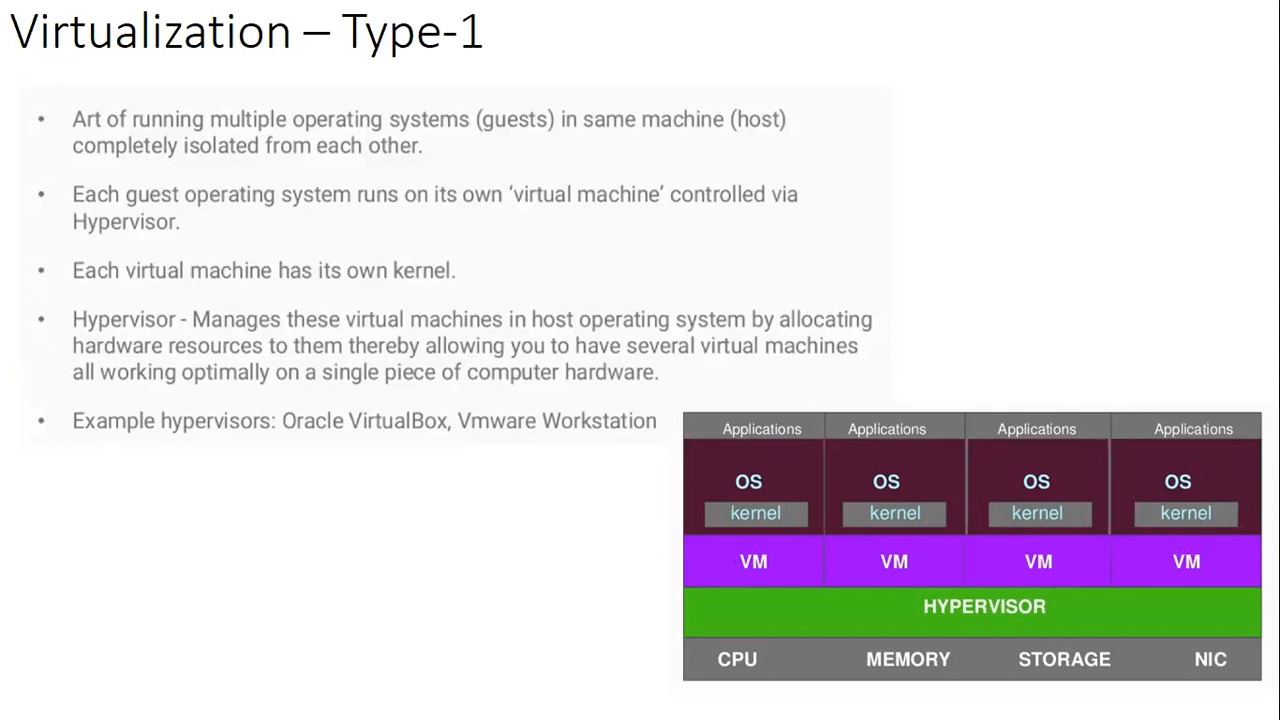 Virtualization – Type-1
• Art of running multiple operating systems (guests) in same machine (host)
completely isolated from each other.
• Each guest operating system runs on its own ‘virtual machine’ controlled via
Hypervisor.
• Each virtual machine has its own kernel.
• Hypervisor - Manages these virtual machines in host operating system by allocating
hardware resources to them thereby allowing you to have several virtual machines
all working optimally on a single piece of computer hardware.
• Example hypervisors: Oracle VirtualBox, Vmware Workstation
Applications Applications Applications Applications
OS OS OS OS
kernel kernel kernel kernel
VM VM VM VM
HYPERVISOR
CPU MEMORY STORAGE NIC